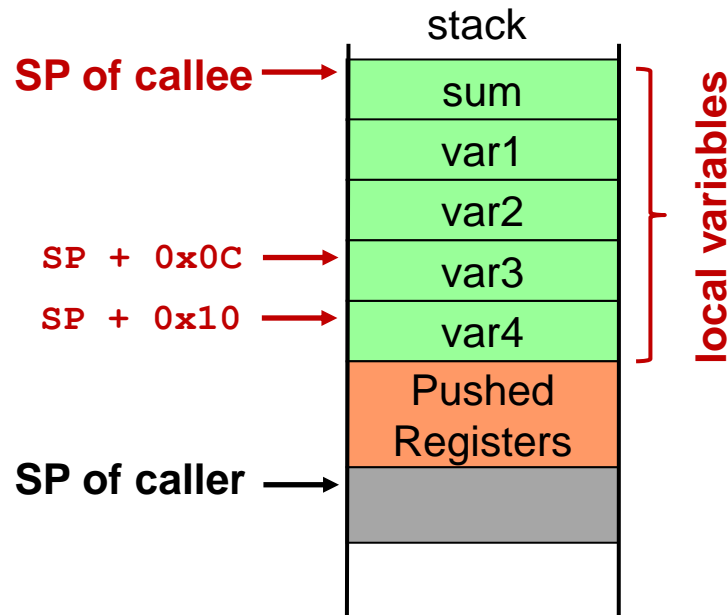 stack
SP of callee
sum
var1
var2
SP + 0x0C
var3
SP + 0x10
var4
local variables
Pushed
Registers
SP of caller